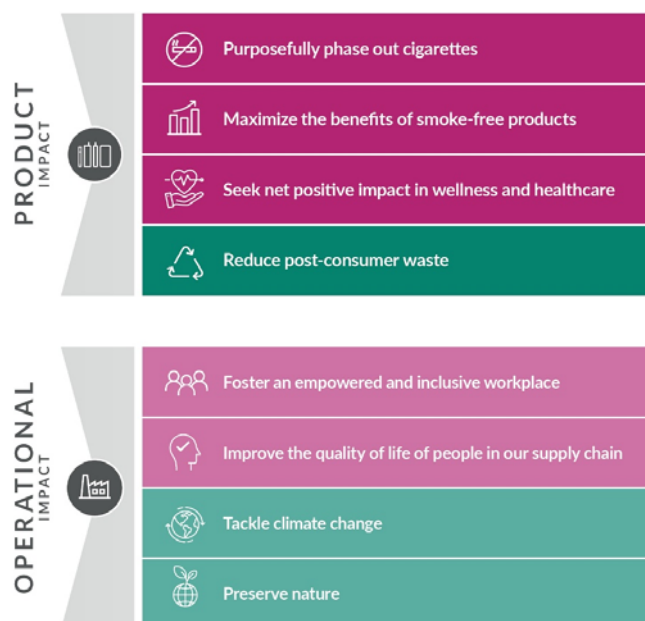 PRODUCT
IMPACT
Purposefully phase out cigarettes
Maximize the benefits of smoke-free products
Seek net positive impact in wellness and healthcare
Reduce post-consumer waste
OPERATIONAL
IMPACT
Foster an empowered and inclusive workplace
Improve the quality of life of people in our supply chain
Tackle climate change
Preserve nature